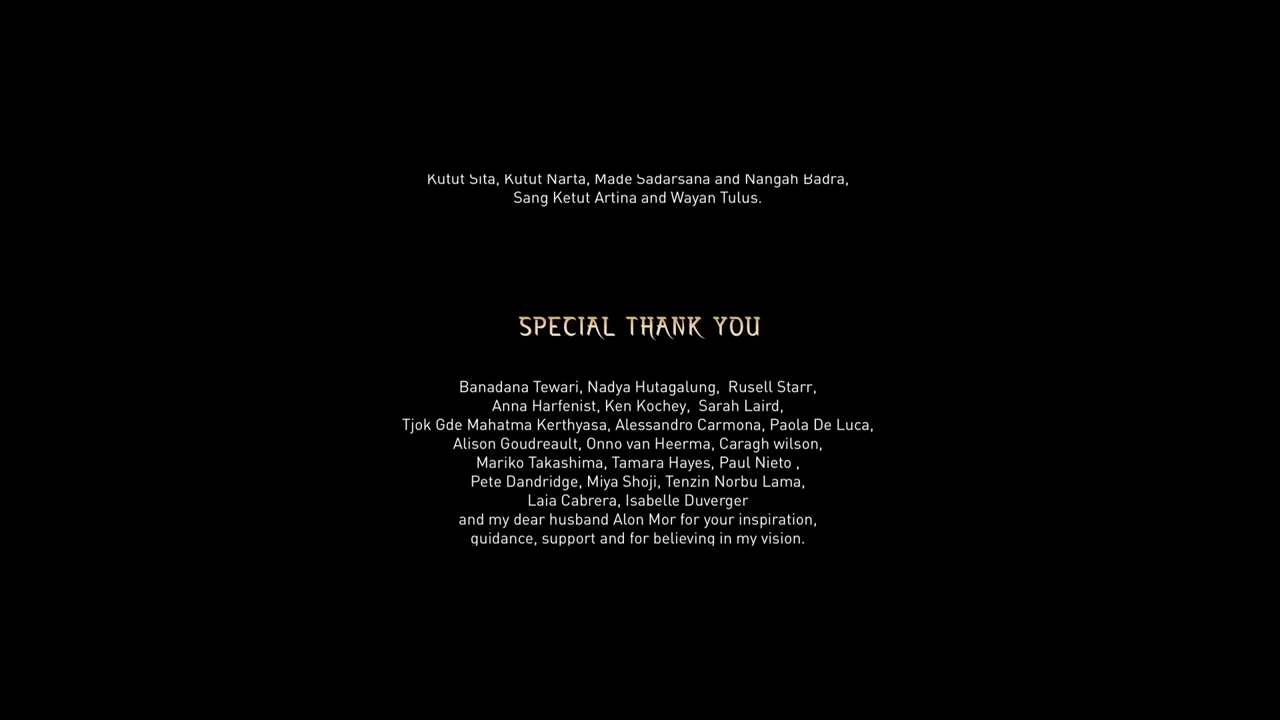 Kutut Sita, Kutut Narta, Made Sadarsana and Nangah Badra,
Sang Ketut Artina and Wayan Tulus.
SPECIAL THANK YOU
Banadana Tewari, Nadya Hutagalung, Rusell Starr,
Anna Harfenist, Ken Kochey, Sarah Laird,
Tjok Gde Mahatma Kerthyasa, Alessandro Carmona, Paola De Luca,
Alison Goudreault, Onno van Heerma, Caragh wilson,
Mariko Takashima, Tamara Hayes, Paul Nieto ,
Pete Dandridge, Miya Shoji, Tenzin Norbu Lama,
Laia Cabrera, Isabelle Duverger
and my dear husband Alon Mor for your inspiration,
guidance, support and for believing in my vision.